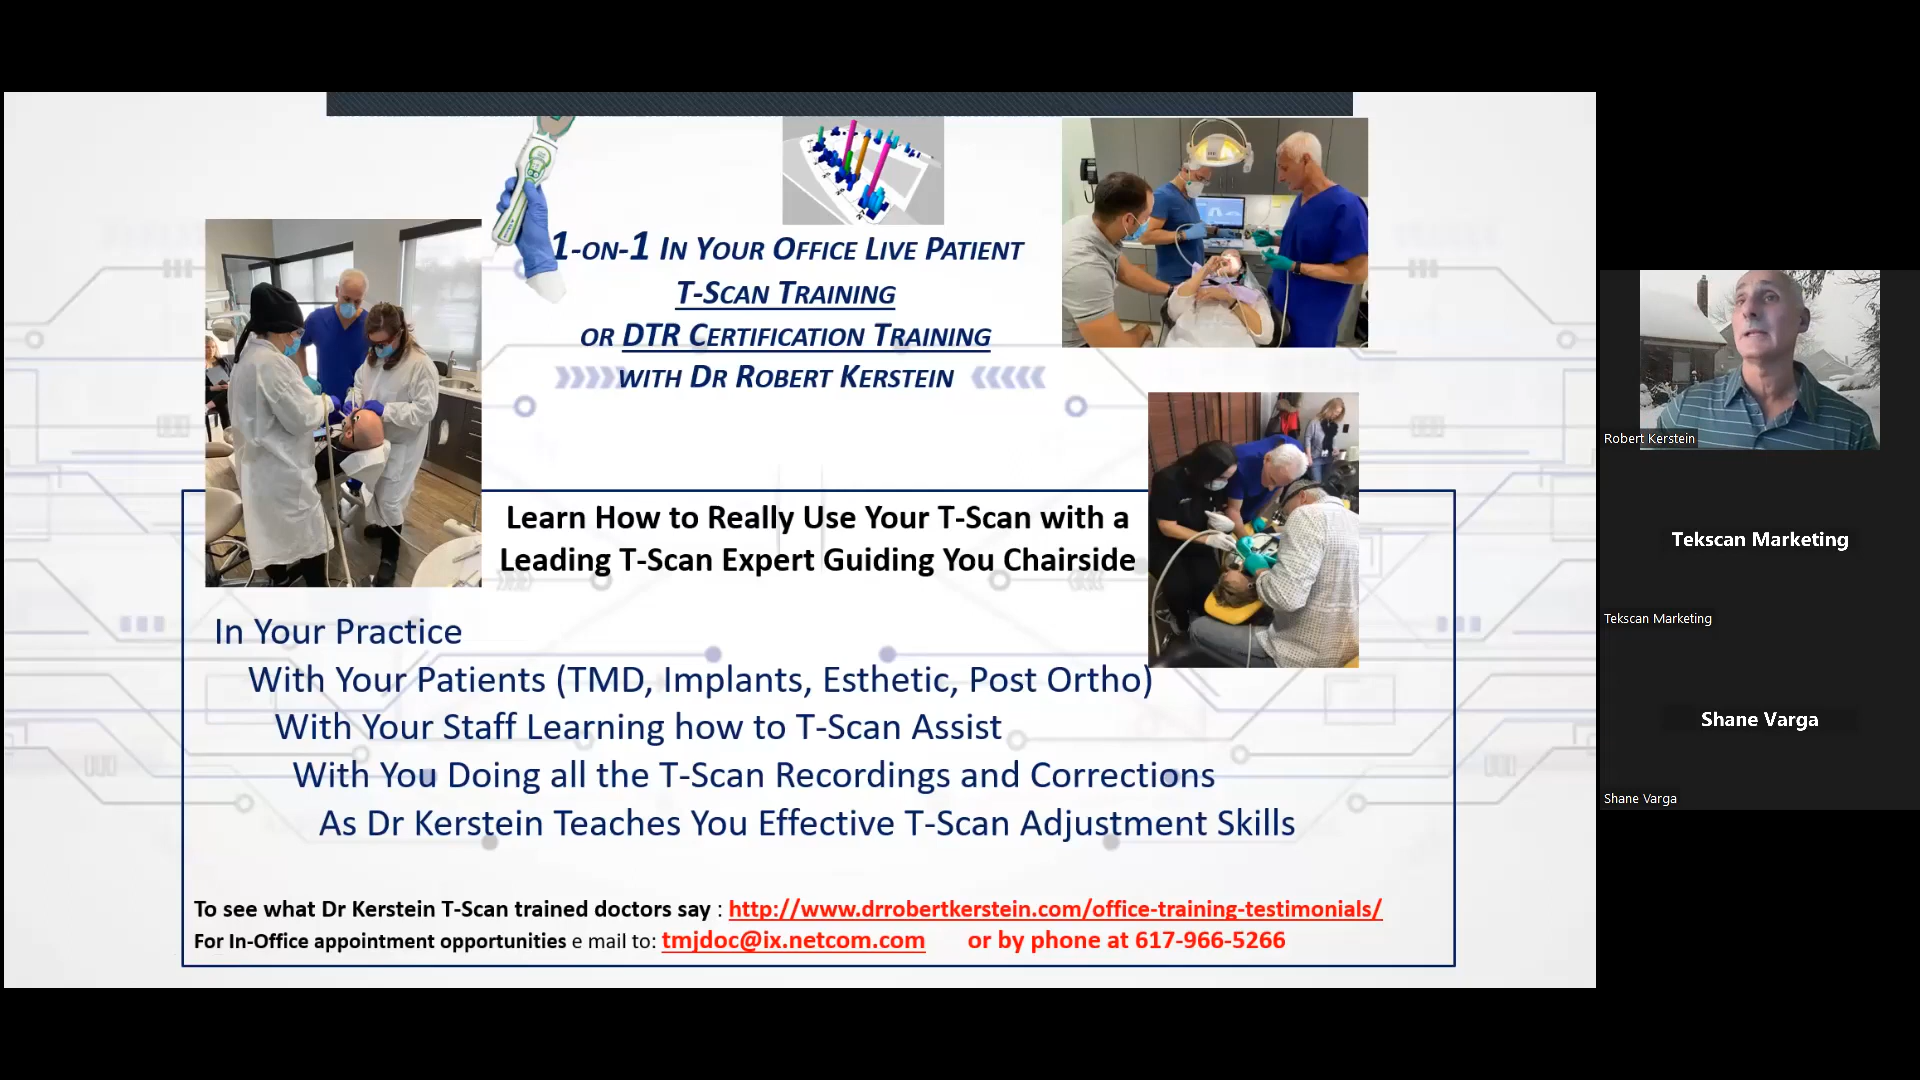 1-on-1 In Your Office Live Patient
T-Scan Training
or DTR Certification Training
with Dr Robert Kerstein
Learn How to Really Use Your T-Scan with a
Leading T-Scan Expert Guiding You Chairside
In Your Practice
With Your Patients (TMD, Implants, Esthetic, Post Ortho)
With Your Staff Learning how to T-Scan Assist
With You Doing all the T-Scan Recordings and Corrections
As Dr Kerstein Teaches You Effective T-Scan Adjustment Skills
To see what Dr Kerstein T-Scan trained doctors say : http://www.drrobertkerstein.com/office-training-testimonials/
For In-Office appointment opportunities e mail to: tmjdoc@ix.netcom.com or by phone at 617-966-5266
Robert Kerstein
Tekscan Marketing
Tekscan Marketing
Shane Varga
Shane Varga